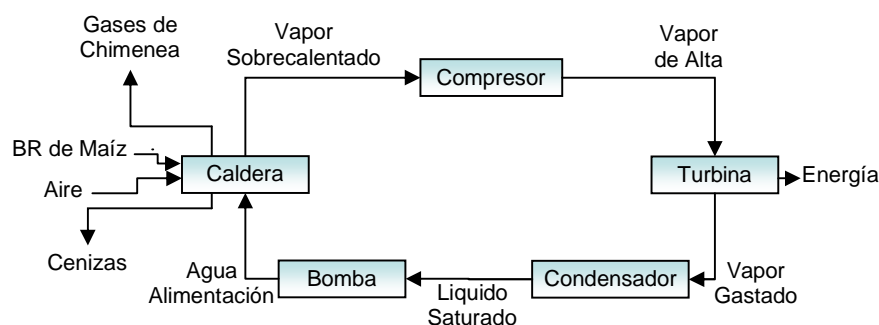 Gases de
Chimenea
Vapor
Sobrecalentado
Compresor
Vapor
de Alta
BR de Maíz
Aire
Caldera
Turbina
Energía
Cenizas
Agua
Alimentación
Bomba
Liquido
Saturado
Condensador
Vapor
Gastado